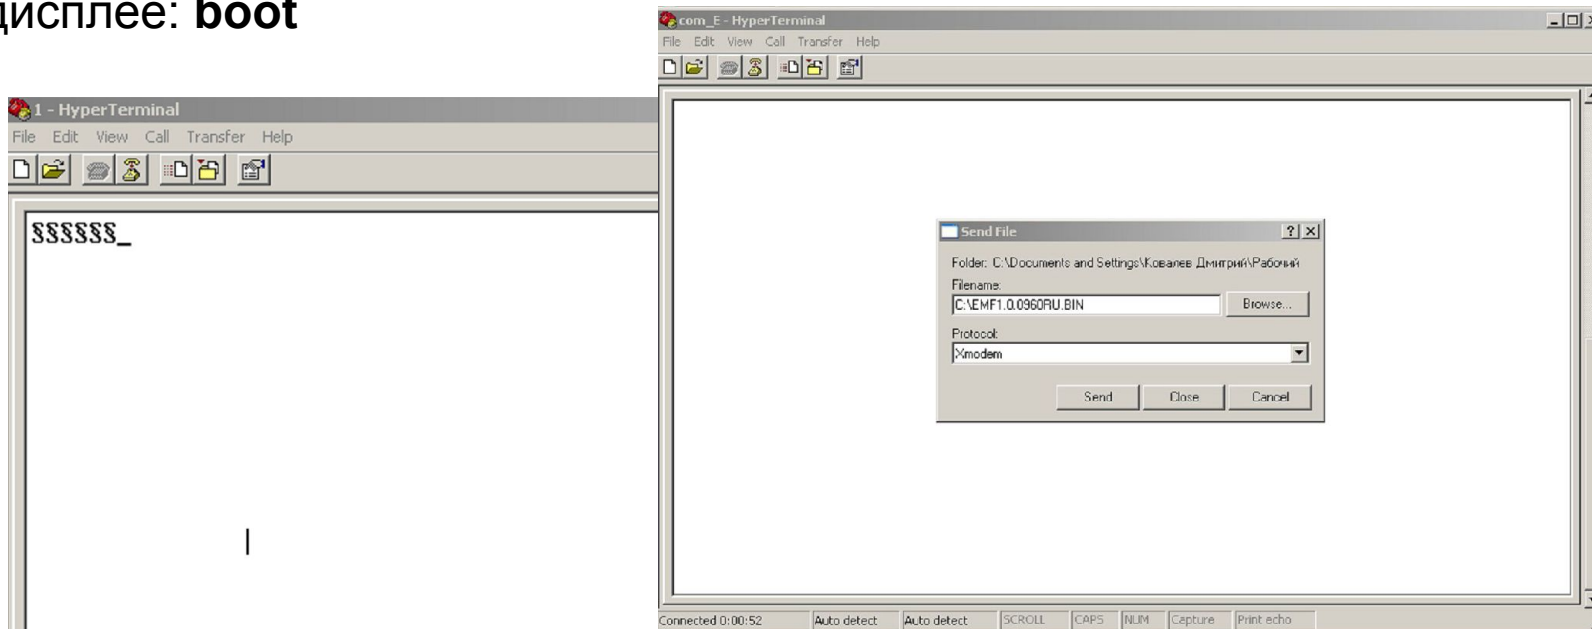 дисплее: boot
1 - HyperTerminal
File Edit View Call Transfer Help
§§§§§§_
com_E - HyperTerminal
File Edit View Call Transfer Help
Send File
Folder: C:\Documents and Settings\Ковалев Дмитрий\Рабочий
Filename:
C:\EMF1.0.0960RU.BIN
Browse...
Protocol:
Xmodem
Send Close Cancel
Connected 0:00:52 Auto detect Auto detect SCROLL CAPS NUM Capture Print echo